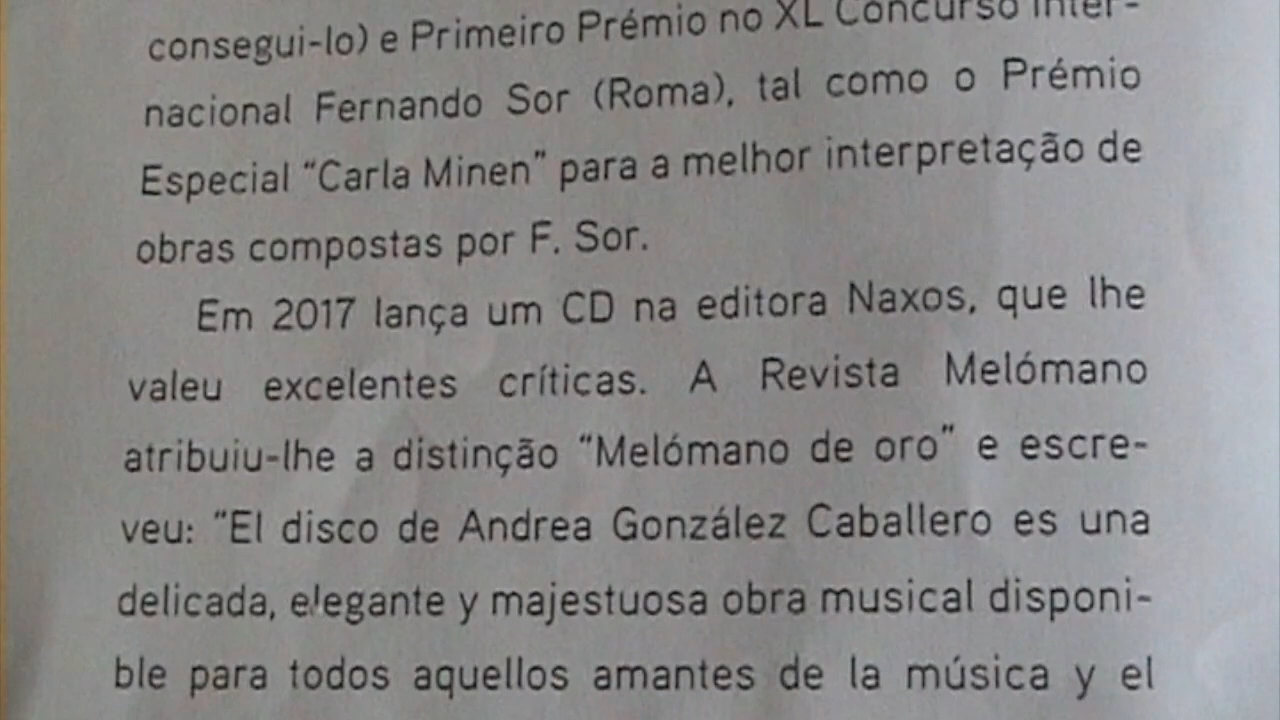 consegui-lo) e Primeiro Prémio no XL Concurso Inter-
nacional Fernando Sor (Roma), tal como o Prémio
Especial “Carla Minen” para a melhor interpretação de
obras compostas por F. Sor.
Em 2017 lança um CD na editora Naxos, que lhe
valeu excelentes críticas. A Revista Melómano
atribuiu-lhe a distinção “Melómano de oro” e escre-
veu: “El disco de Andrea González Caballero es una
delicada, elegante y majestuosa obra musical disponi-
ble para todos aquellos amantes de la música y el